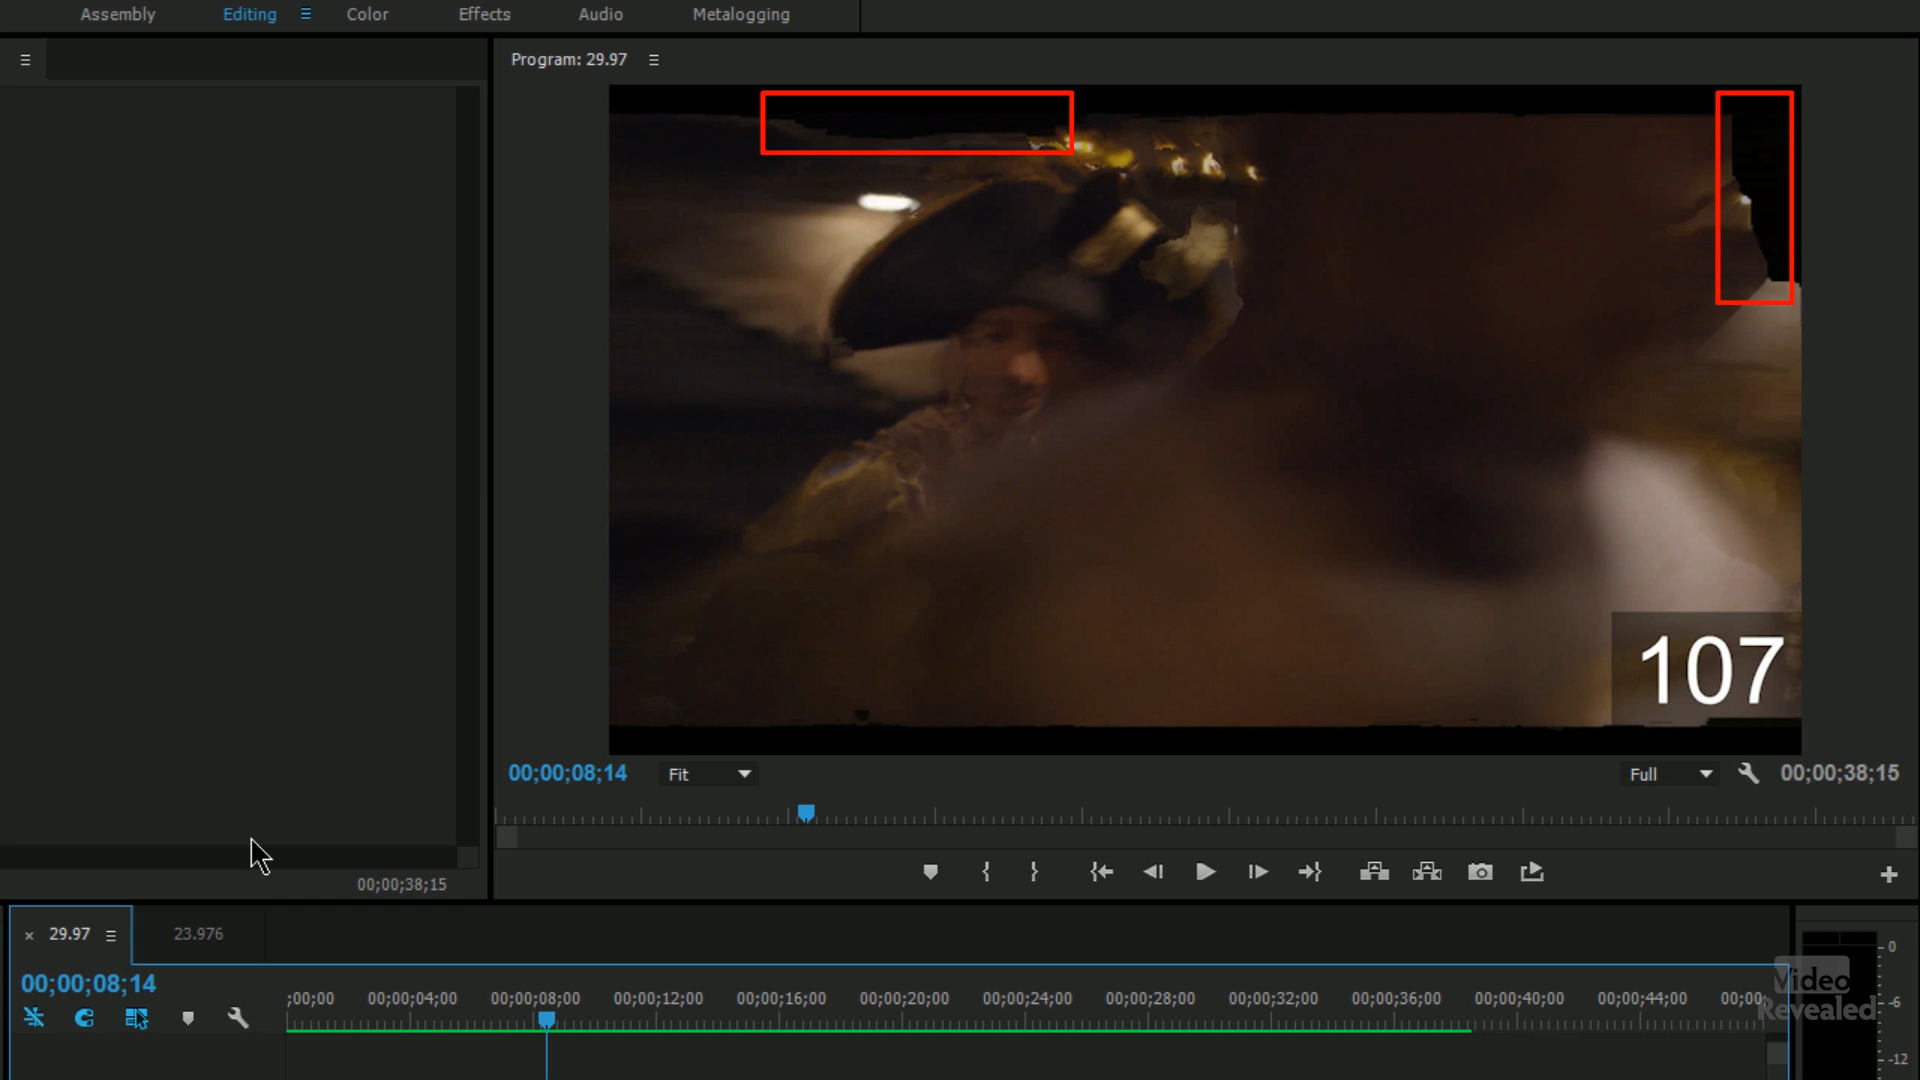 Assembly Editing Color Effects Audio Metalogging
Program: 29.97
107
00;00;08;14 Fit Full 00;00;38;15
00;00;38;15
× 29.97 23.976
00;00;08;14
;00;00 00;00;04;00 00;00;08;00 00;00;12;00 00;00;16;00 00;00;20;00 00;00;24;00 00;00;28;00 00;00;32;00 00;00;36;00 00;00;40;00 00;00;44;00 00;00;
0
-6
-12
Video
Revealed